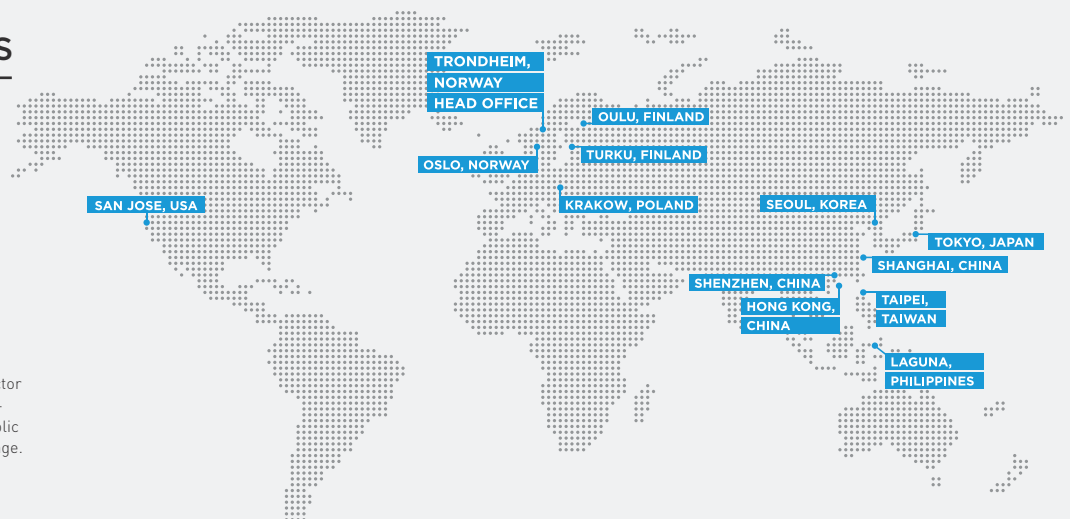 S
TRONDHEIM,
NORWAY
HEAD OFFICE
OULU, FINLAND
TURKU, FINLAND
OSLO, NORWAY
KRAKOW, POLAND
SAN JOSE, USA
SEOUL, KOREA
TOKYO, JAPAN
SHANGHAI, CHINA
SHENZHEN, CHINA
HONG KONG,
CHINA
TAIPEI,
TAIWAN
LAGUNA,
PHILIPPINES